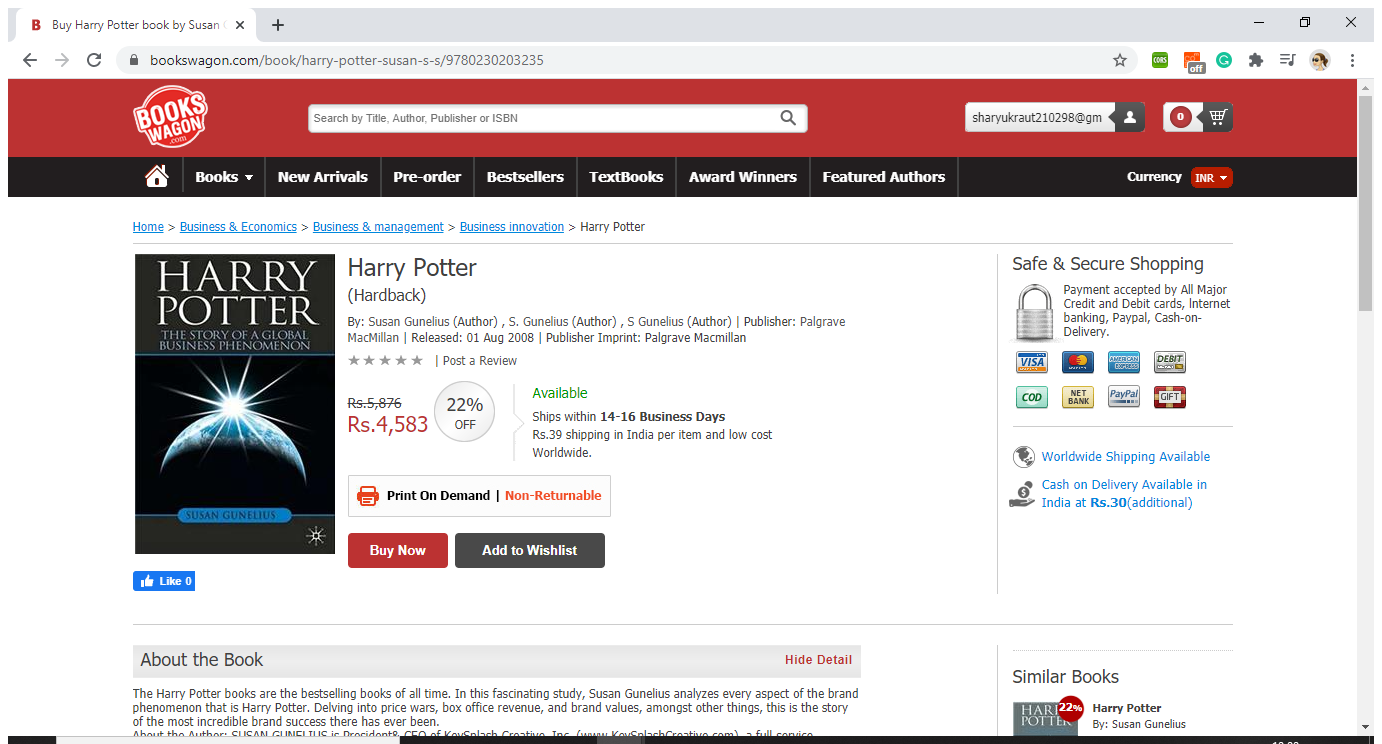 Buy Harry Potter book by Susan
bookswagon.com/book/harry-potter-susan-s-s/9780230203235
CORS
off
BOOKS
WAGON
.com
Search by Title, Author, Publisher or ISBN
sharyukraut210298@gm
0
Books
New Arrivals
Pre-order
Bestsellers
TextBooks
Award Winners
Featured Authors
Currency
INR
Home > Business & Economics > Business & management > Business innovation > Harry Potter
HARRY
POTTER
THE STORY OF A GLOBAL
BUSINESS PHENOMENON
SUSAN GUNELIUS
Like 0
Harry Potter
(Hardback)
By: Susan Gunelius (Author) , S. Gunelius (Author) , S Gunelius (Author) | Publisher: Palgrave
MacMillan | Released: 01 Aug 2008 | Publisher Imprint: Palgrave Macmillan
| Post a Review
Rs.5,876
Rs.4,583
22%
OFF
Available
Ships within 14-16 Business Days
Rs.39 shipping in India per item and low cost
Worldwide.
Print On Demand | Non-Returnable
Buy Now
Add to Wishlist
Safe & Secure Shopping
Payment accepted by All Major
Credit and Debit cards, Internet
banking, Paypal, Cash-on-
Delivery.
VISA
AMERICAN EXPRESS
DEBIT
COD
NET BANK
PayPal
GIFT
Worldwide Shipping Available
Cash on Delivery Available in
India at Rs.30(additional)
About the Book
Hide Detail
The Harry Potter books are the bestselling books of all time. In this fascinating study, Susan Gunelius analyzes every aspect of the brand
phenomenon that is Harry Potter. Delving into price wars, box office revenue, and brand values, amongst other things, this is the story
of the most incredible brand success there has ever been.
About the Author: SUSAN GUNELIUS is President& CEO of KeySplash Creative, Inc. (www.KeySplashCreative.com), a full service
Similar Books
HARRY
POTTER
22%
Harry Potter
By: Susan Gunelius